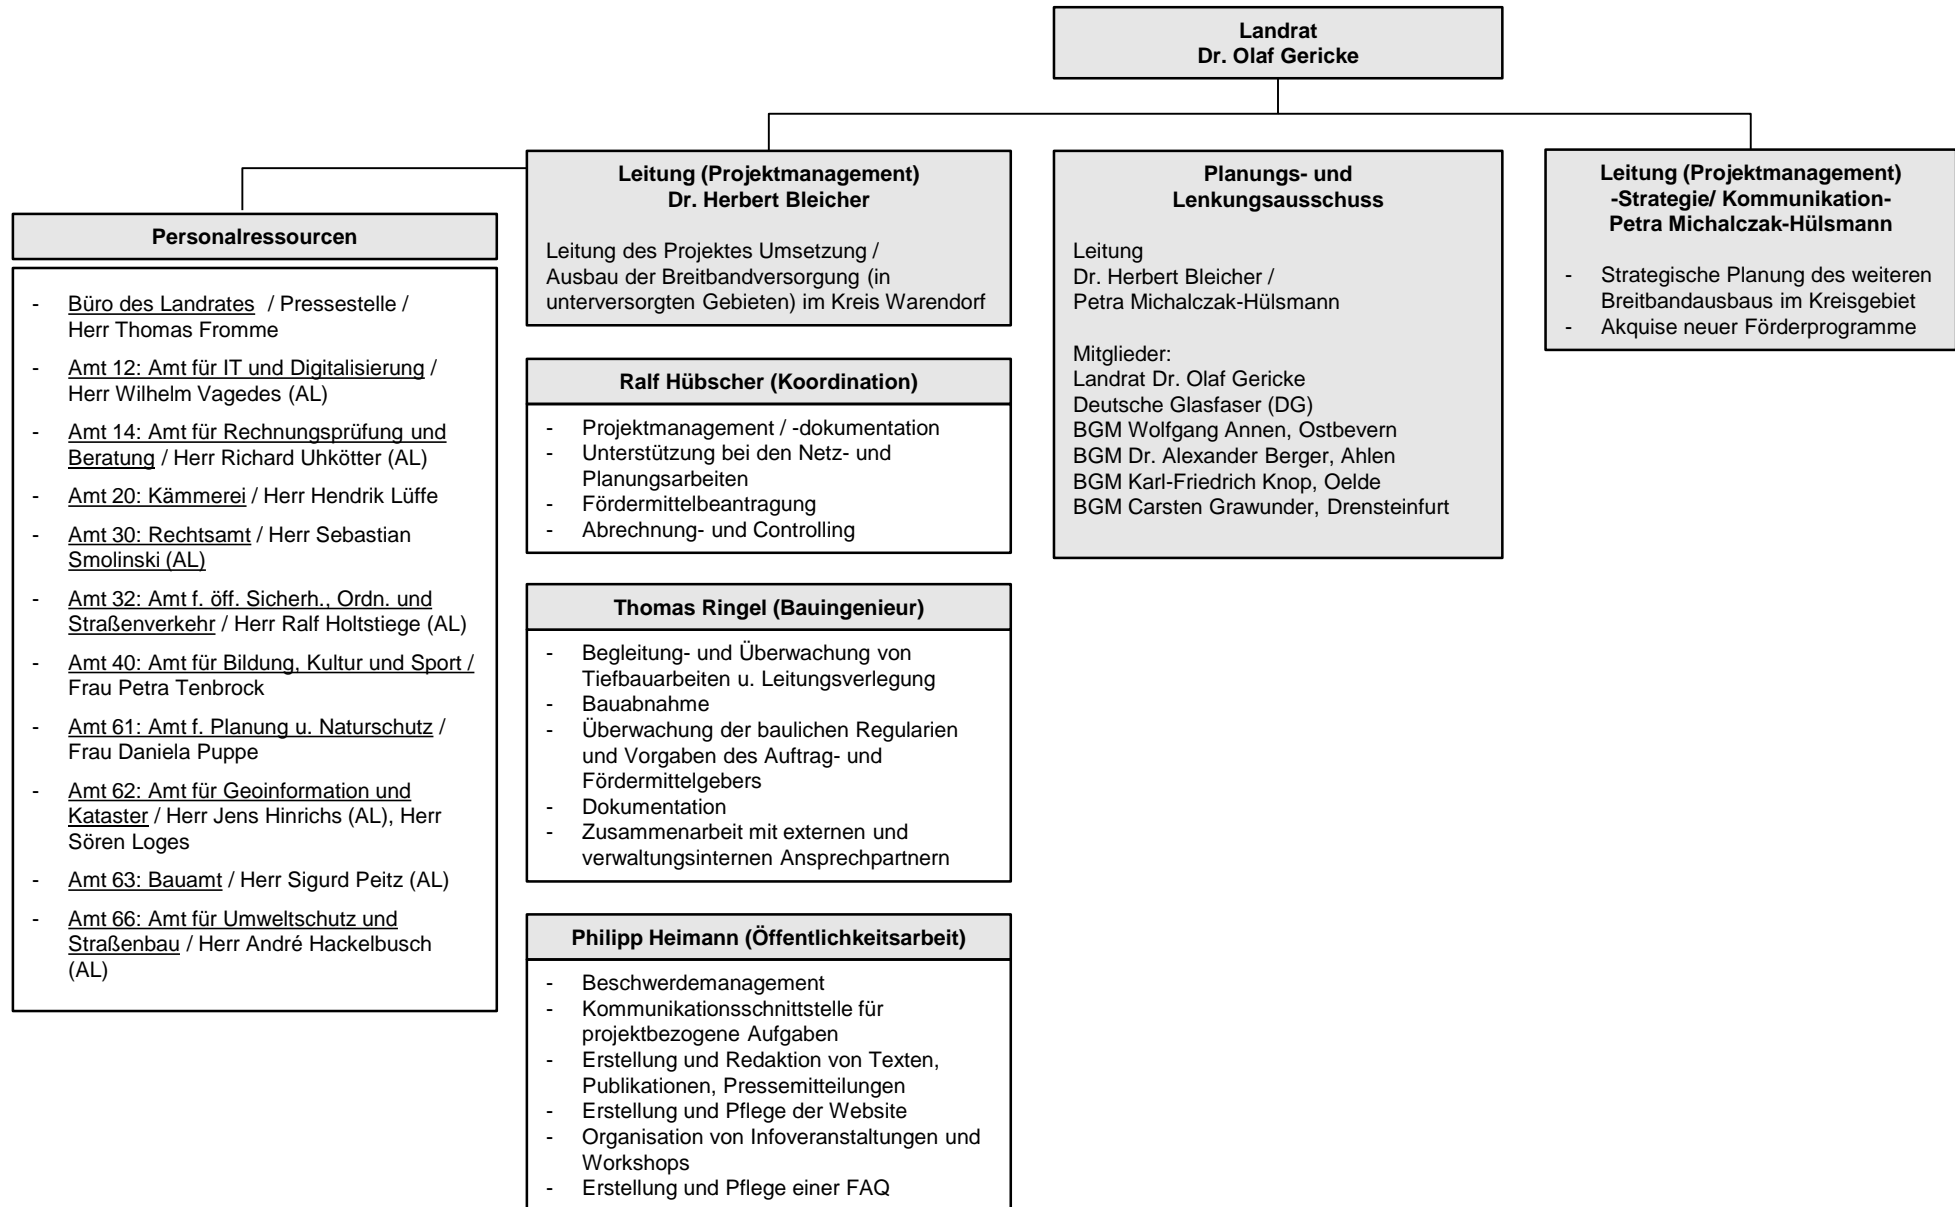 Landrat
Dr. Olaf Gericke
Personalressourcen
- Büro des Landrates / Pressestelle /
Herr Thomas Fromme
- Amt 12: Amt für IT und Digitalisierung /
Herr Wilhelm Vagedes (AL)
- Amt 14: Amt für Rechnungsprüfung und
Beratung / Herr Richard Uhkötter (AL)
- Amt 20: Kämmerei / Herr Hendrik Lüffe
- Amt 30: Rechtsamt / Herr Sebastian
Smolinski (AL)
- Amt 32: Amt f. öff. Sicherh., Ordn. und
Straßenverkehr / Herr Ralf Holtstiege (AL)
- Amt 40: Amt für Bildung, Kultur und Sport /
Frau Petra Tenbrock
- Amt 61: Amt f. Planung u. Naturschutz /
Frau Daniela Puppe
- Amt 62: Amt für Geoinformation und
Kataster / Herr Jens Hinrichs (AL), Herr
Sören Loges
- Amt 63: Bauamt / Herr Sigurd Peitz (AL)
- Amt 66: Amt für Umweltschutz und
Straßenbau / Herr André Hackelbusch
(AL)
Leitung (Projektmanagement)
Dr. Herbert Bleicher
Leitung des Projektes Umsetzung /
Ausbau der Breitbandversorgung (in
unterversorgten Gebieten) im Kreis Warendorf
Ralf Hübscher (Koordination)
- Projektmanagement / -dokumentation
- Unterstützung bei den Netz- und
Planungsarbeiten
- Fördermittelbeantragung
- Abrechnung- und Controlling
Thomas Ringel (Bauingenieur)
- Begleitung- und Überwachung von
Tiefbauarbeiten u. Leitungsverlegung
- Bauabnahme
- Überwachung der baulichen Regularien
und Vorgaben des Auftrag- und
Fördermittelgebers
- Dokumentation
- Zusammenarbeit mit externen und
verwaltungsinternen Ansprechpartnern
Philipp Heimann (Öffentlichkeitsarbeit)
- Beschwerdemanagement
- Kommunikationsschnittstelle für
projektbezogene Aufgaben
- Erstellung und Redaktion von Texten,
Publikationen, Pressemitteilungen
- Erstellung und Pflege der Website
- Organisation von Infoveranstaltungen und
Workshops
- Erstellung und Pflege einer FAQ
Planungs- und
Lenkungsausschuss
Leitung
Dr. Herbert Bleicher /
Petra Michalczak-Hülsmann
Mitglieder:
Landrat Dr. Olaf Gericke
Deutsche Glasfaser (DG)
BGM Wolfgang Annen, Ostbevern
BGM Dr. Alexander Berger, Ahlen
BGM Karl-Friedrich Knop, Oelde
BGM Carsten Grawunder, Drensteinfurt
Leitung (Projektmanagement)
-Strategie/ Kommunikation-
Petra Michalczak-Hülsmann
- Strategische Planung des weiteren
Breitbandausbaus im Kreisgebiet
- Akquise neuer Förderprogramme